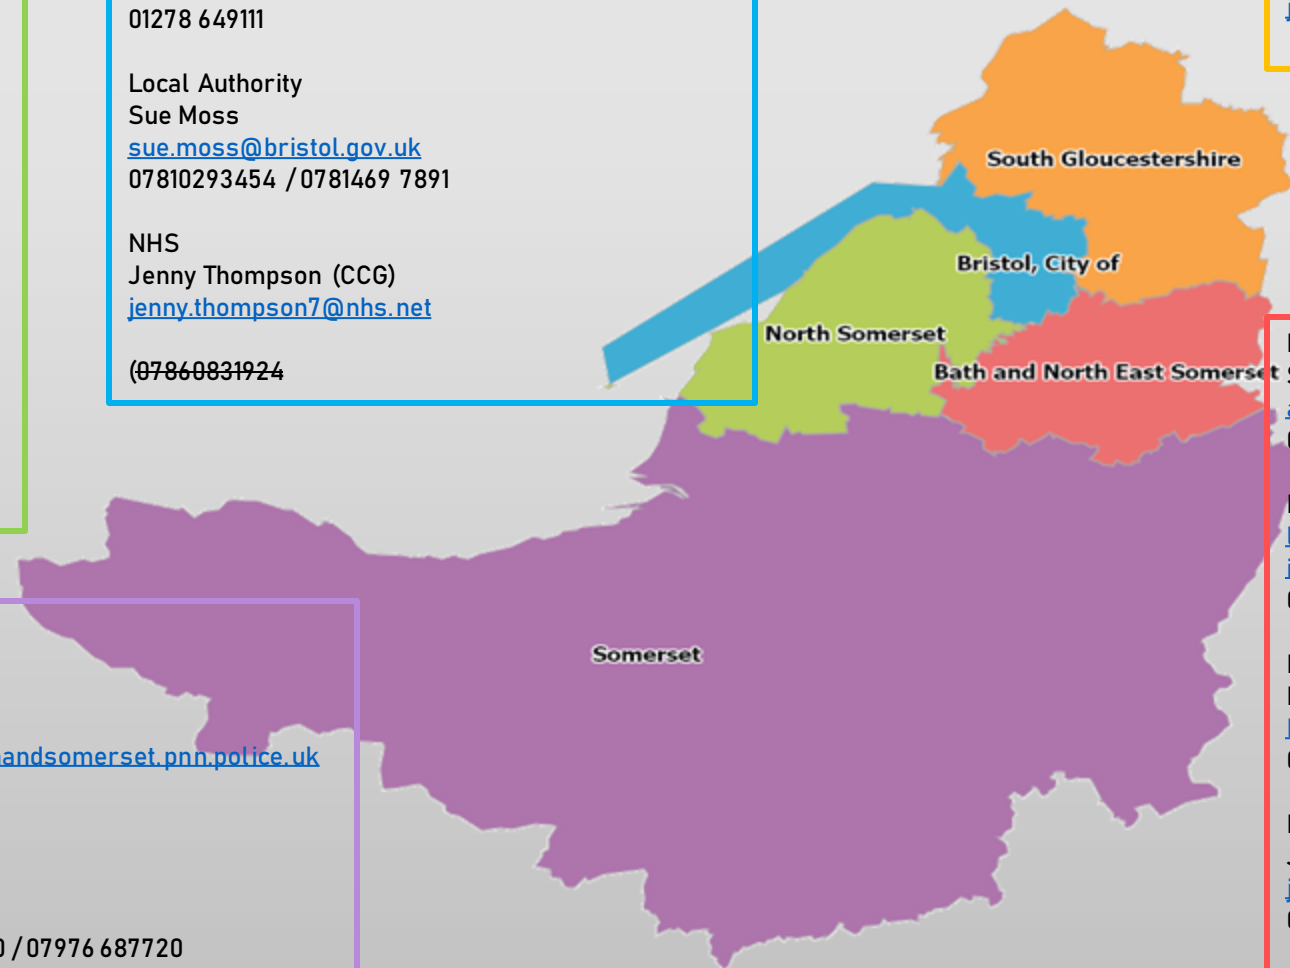 01278 649111
Local Authority
Sue Moss
sue.moss@bristol.gov.uk
07810293454 / 0781469 7891
NHS
Jenny Thompson (CCG)
jenny.thompson7@nhs.net
(07860831924
South Gloucestershire
Bristol, City of
North Somerset
Bath and North East Somerset
Somerset
andsomerset.pnn.police.uk
/ 07976 687720